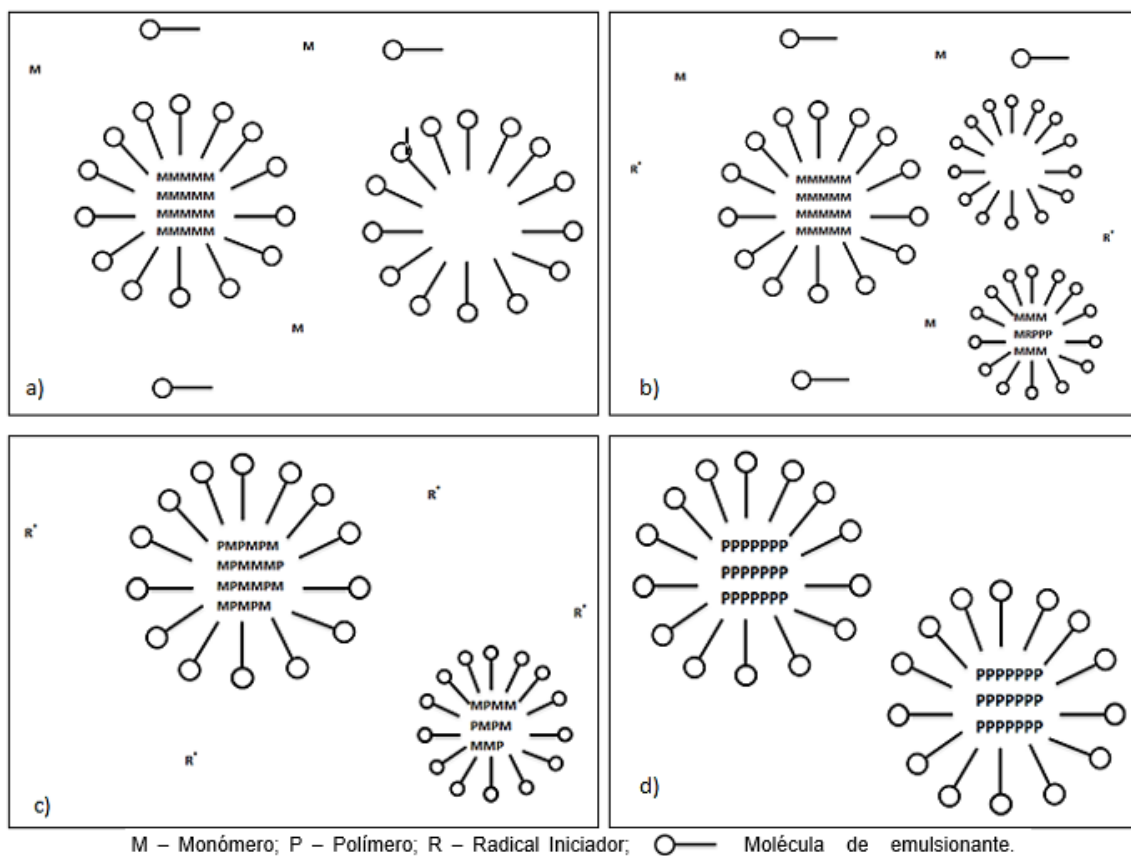 M
M
MMMMM
MMMMM
MMMMM
MMMMM
M
a)
M
M
R*
MMMMM
MMMMM
MMMMM
MMMMM
R*
M
MMM
MRPPP
MMM
b)
R*
R*
PMPMPM
MPMMMP
MPMMPM
MPMPM
R*
MPMM
PMPM
MMP
R*
c)
PPPPPPP
PPPPPPP
PPPPPPP
PPPPPPP
PPPPPPP
PPPPPPP
d)
M – Monómero; P – Polímero; R – Radical Iniciador; Molécula de emulsionante.